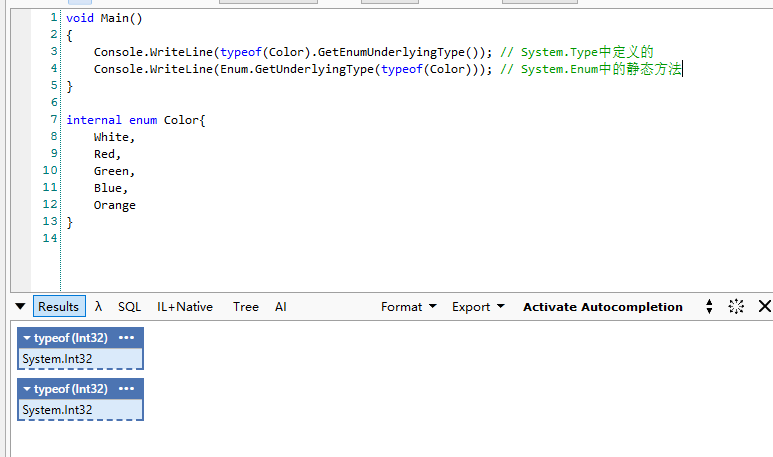 1 void Main()
2 {
3     Console.WriteLine(typeof(Color).GetEnumUnderlyingType()); // System.Type中定义的
4     Console.WriteLine(Enum.GetUnderlyingType(typeof(Color))); // System.Enum中的静态方法
5 }
6
7 internal enum Color{
8     White,
9     Red,
10     Green,
11     Blue,
12     Orange
13 }
14
Results λ SQL IL+Native Tree AI Format Export Activate Autocompletion
typeof (Int32) •••
System.Int32
typeof (Int32) •••
System.Int32